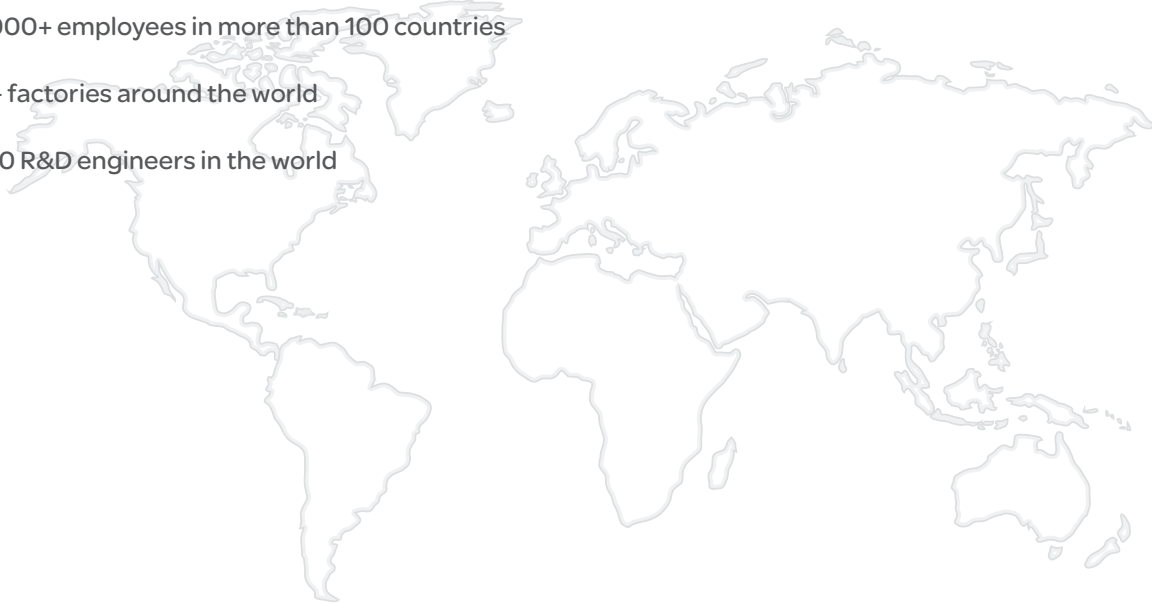 000+ employees in more than 100 countries
factories around the world
0 R&D engineers in the world